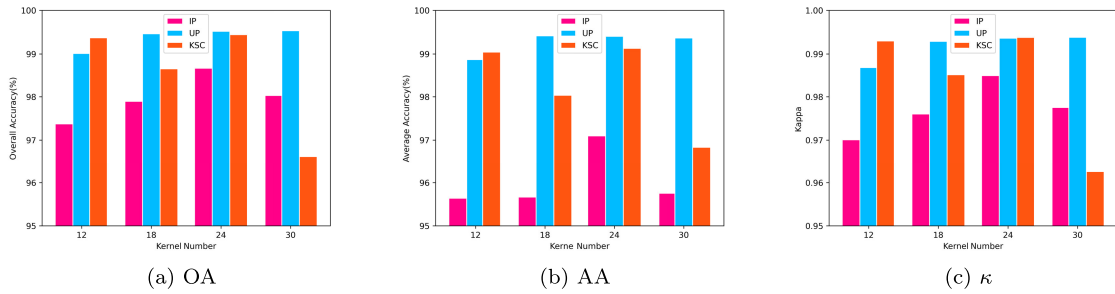 100
99
98
97
96
95
Overall Accuracy(%)
IP
UP
KSC
12 18 24 30
Kernel Number
(a) OA
100
99
98
97
96
95
Average Accuracy(%)
IP
UP
KSC
12 18 24 30
Kerne Number
(b) AA
1.00
0.99
0.98
0.97
0.96
0.95
Kappa
IP
UP
KSC
12 18 24 30
Kernel Number
(c) κ